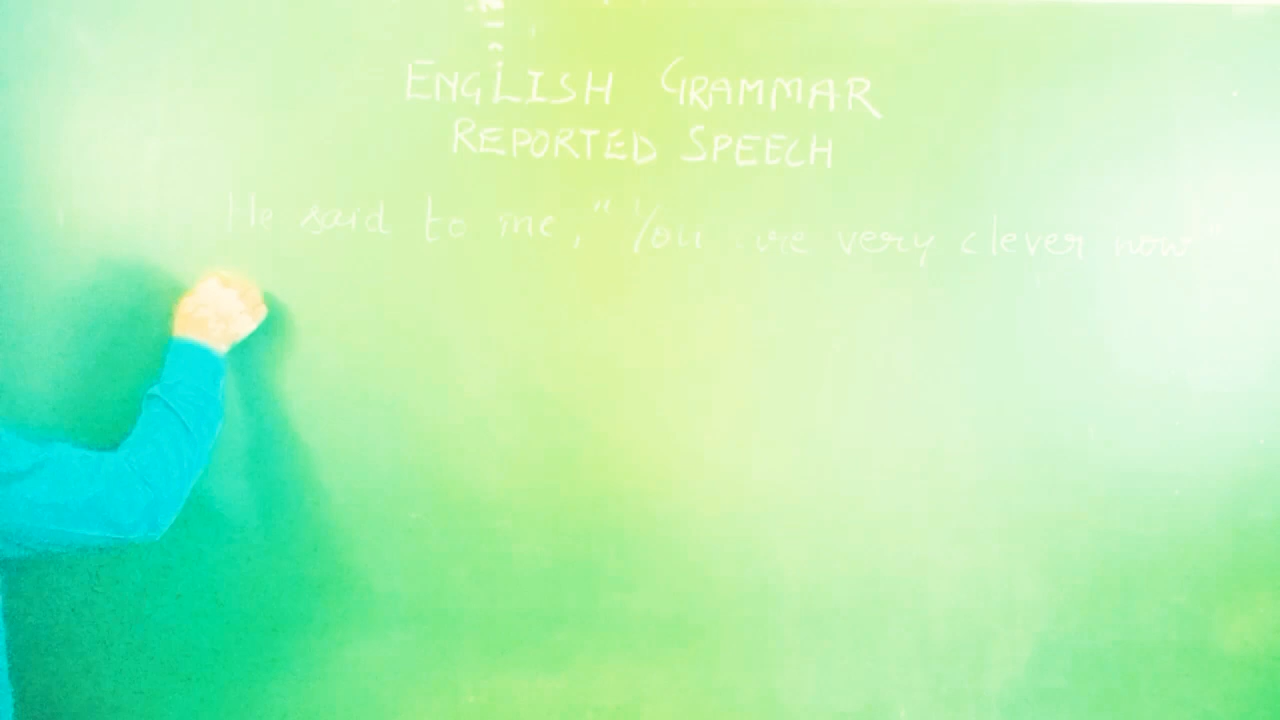 ENGLISH GRAMMAR
REPORTED SPEECH
He said to me, "You are very clever now"